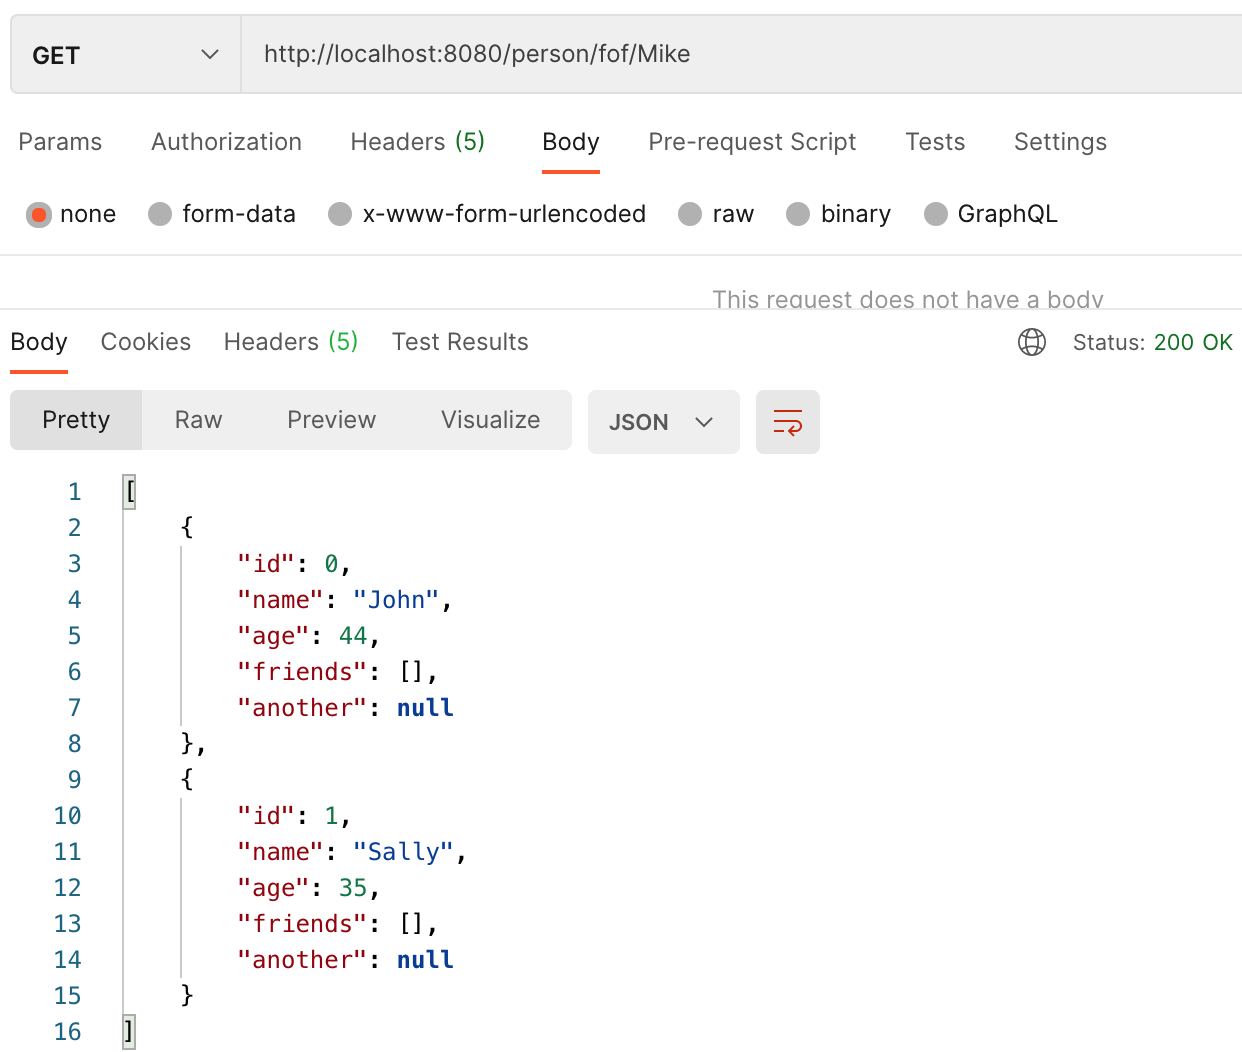 GET http://localhost:8080/person/fof/Mike
Params Authorization Headers (5) Body Pre-request Script Tests Settings
none form-data x-www-form-urlencoded raw binary GraphQL
This request does not have a body
Body Cookies Headers (5) Test Results Status: 200 OK
Pretty Raw Preview Visualize JSON
1 [
2 {
3 "id": 0,
4 "name": "John",
5 "age": 44,
6 "friends": [],
7 "another": null
8 },
9 {
10 "id": 1,
11 "name": "Sally",
12 "age": 35,
13 "friends": [],
14 "another": null
15 }
16 ]